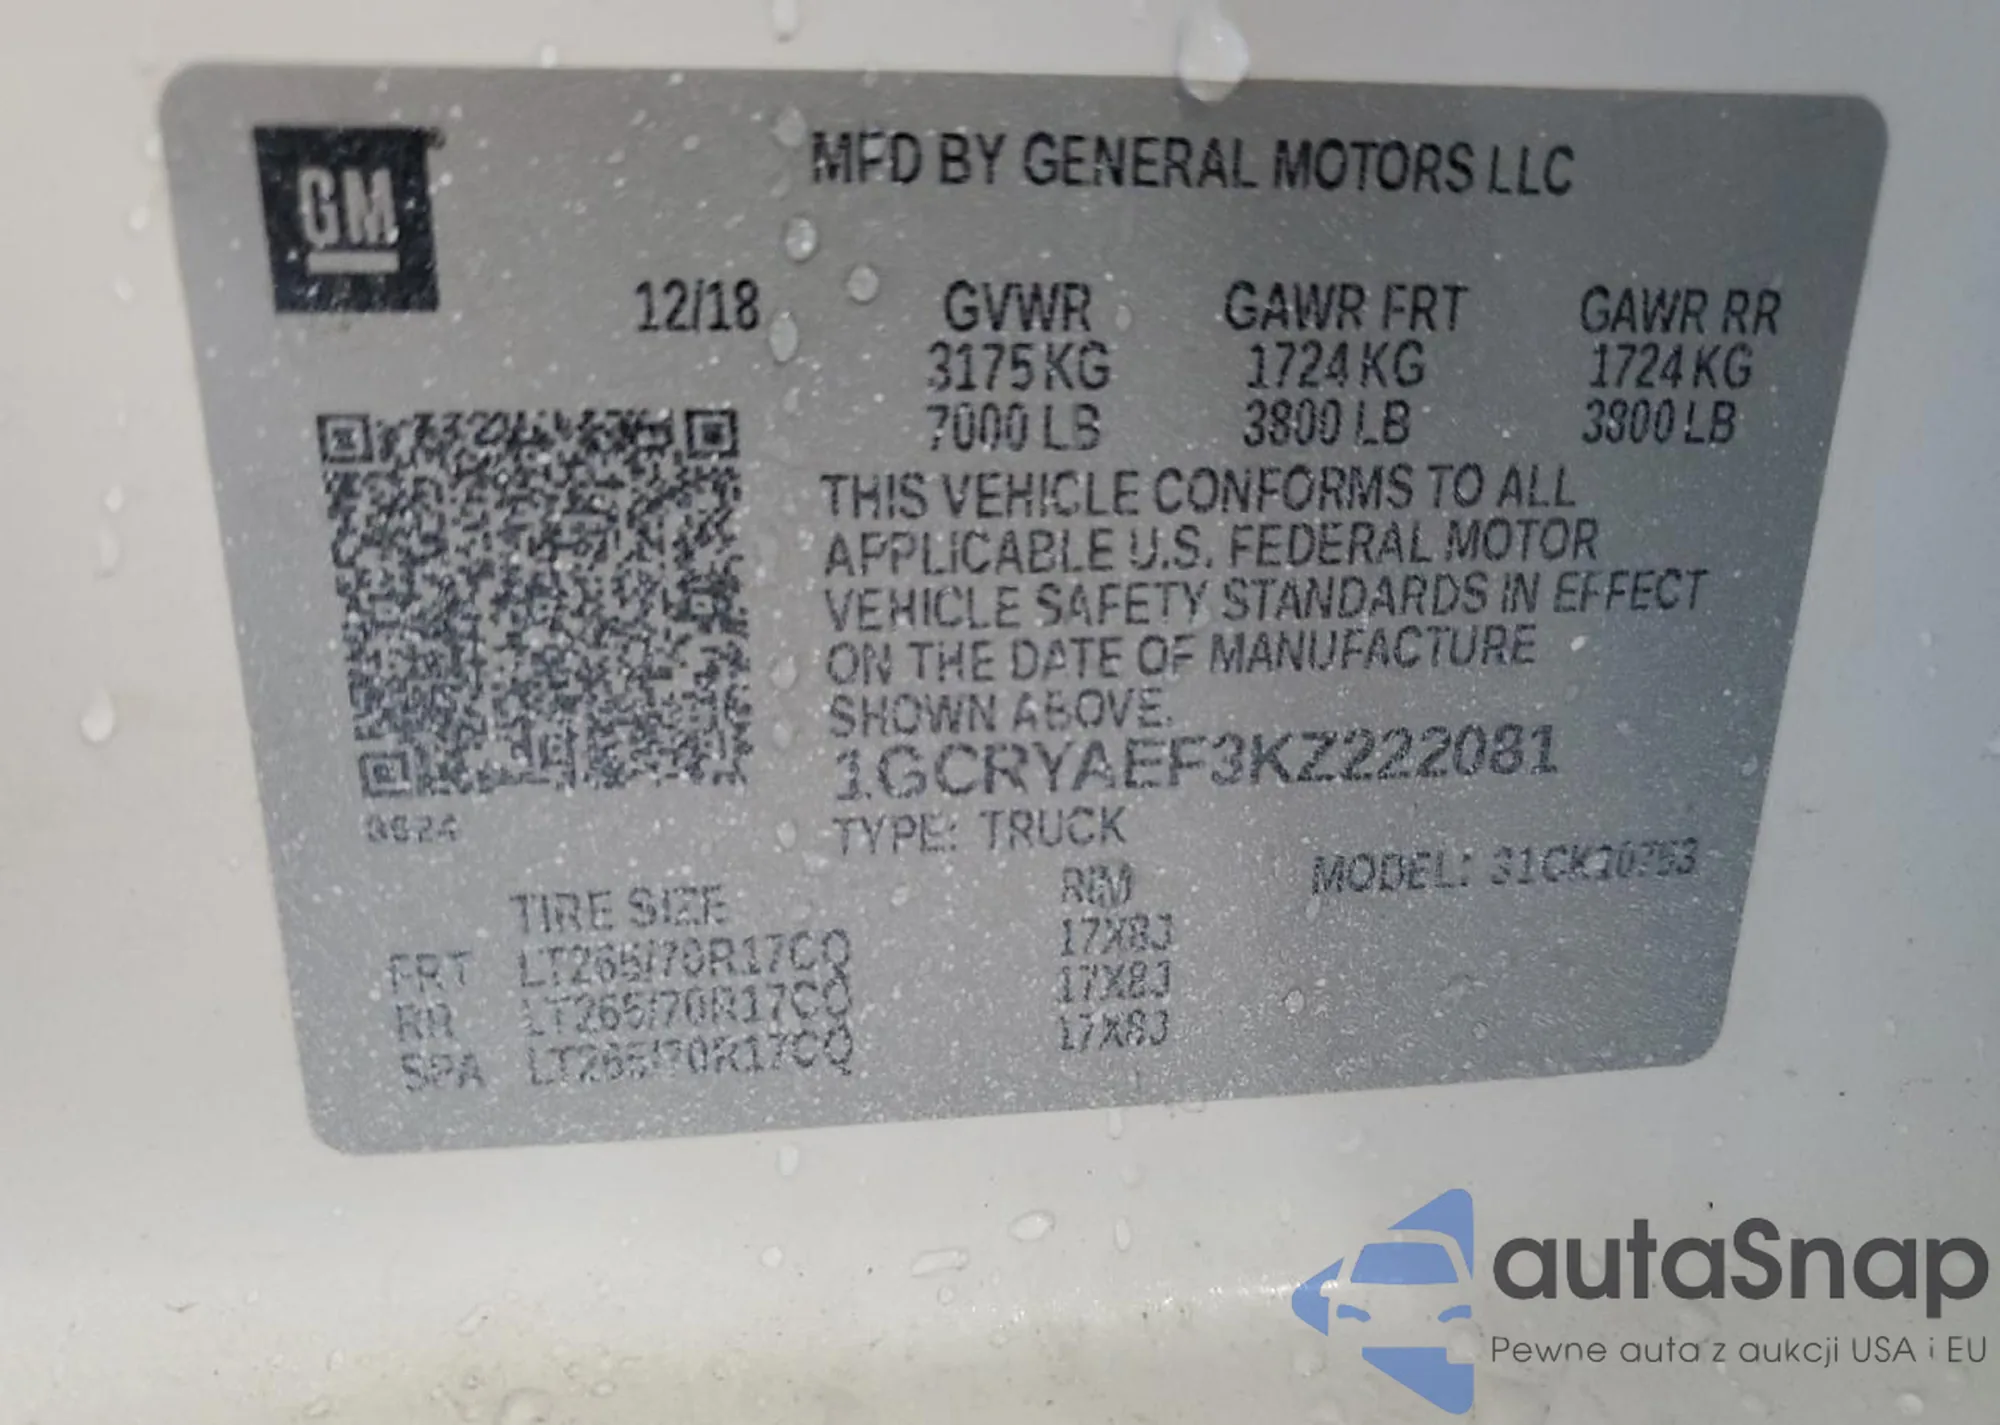 GM
MFD BY GENERAL MOTORS LLC
12/18 GVWR GAWR FRT GAWR RR
3175 KG 1724 KG 1724 KG
7000 LB 3800 LB 3800 LB
THIS VEHICLE CONFORMS TO ALL
APPLICABLE U.S. FEDERAL MOTOR
VEHICLE SAFETY STANDARDS IN EFFECT
ON THE DATE OF MANUFACTURE
SHOWN ABOVE.
1GCRYAEF3KZ222081
TYPE: TRUCK
MODEL:
TIRE SIZE RIM
FRT LT265/70R17CQ 17X8J
RR LT265/70R17CQ 17X8J
SPA LT265/70R17CQ 17X8J
autaSnap
Pewne auta z aukcji USA i EU